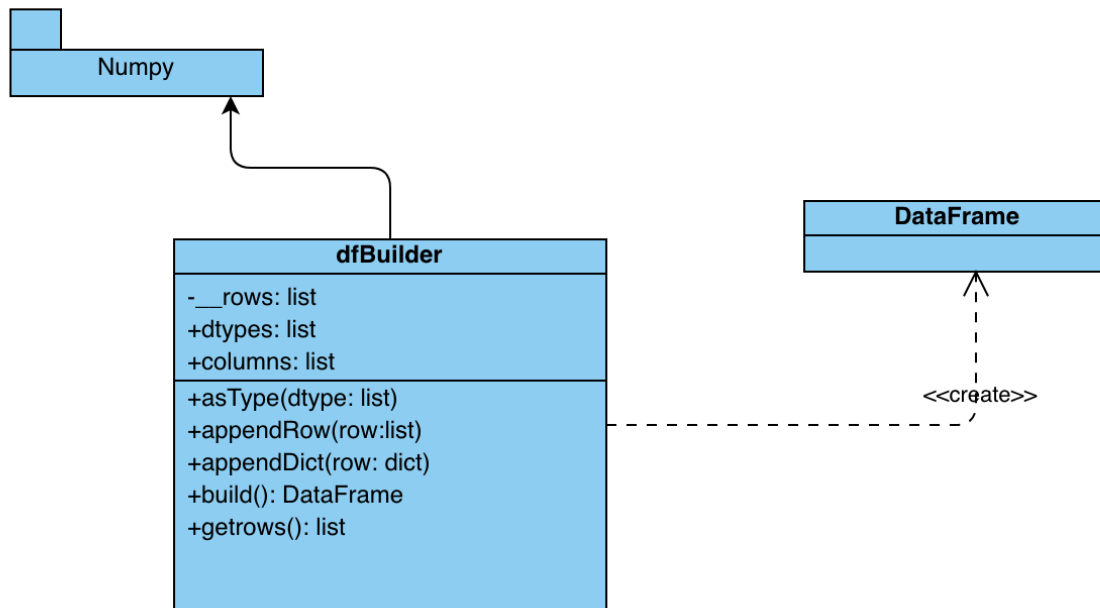 Numpy
DataFrame
dfBuilder
-__rows: list
+dtypes: list
+columns: list
+asType(dtype: list)
+appendRow(row:list)
+appendDict(row: dict)
+build(): DataFrame
+getrows(): list
<<create>>